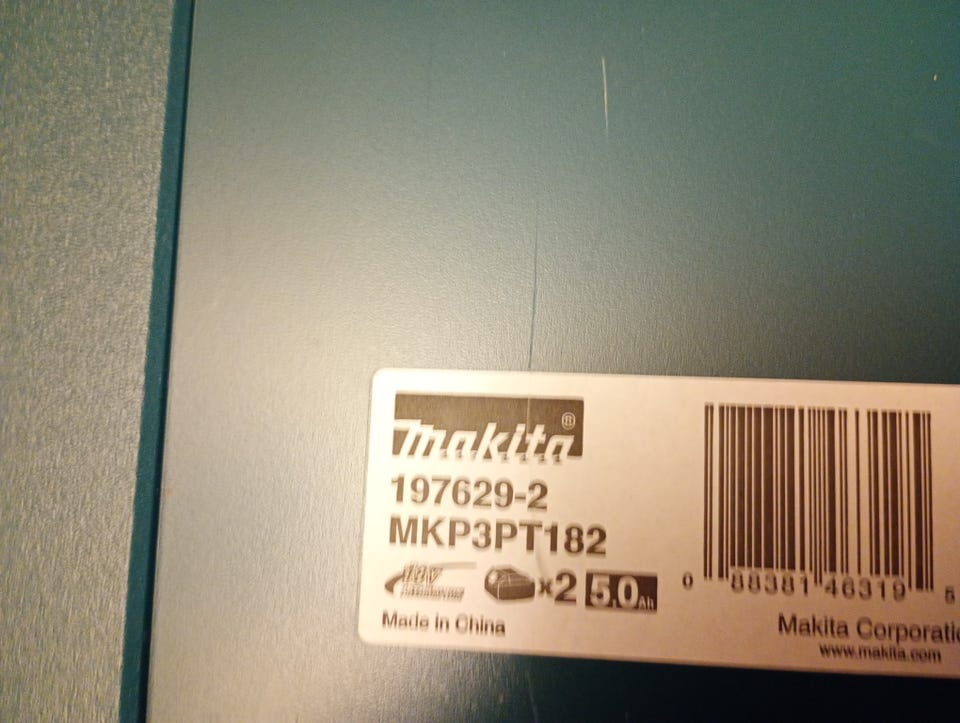 makita®
197629-2
MKP3PT182
18V
×2 5.0Ah
Made in China
0 88381 46319 5
Makita Corporatio
www.makita.com